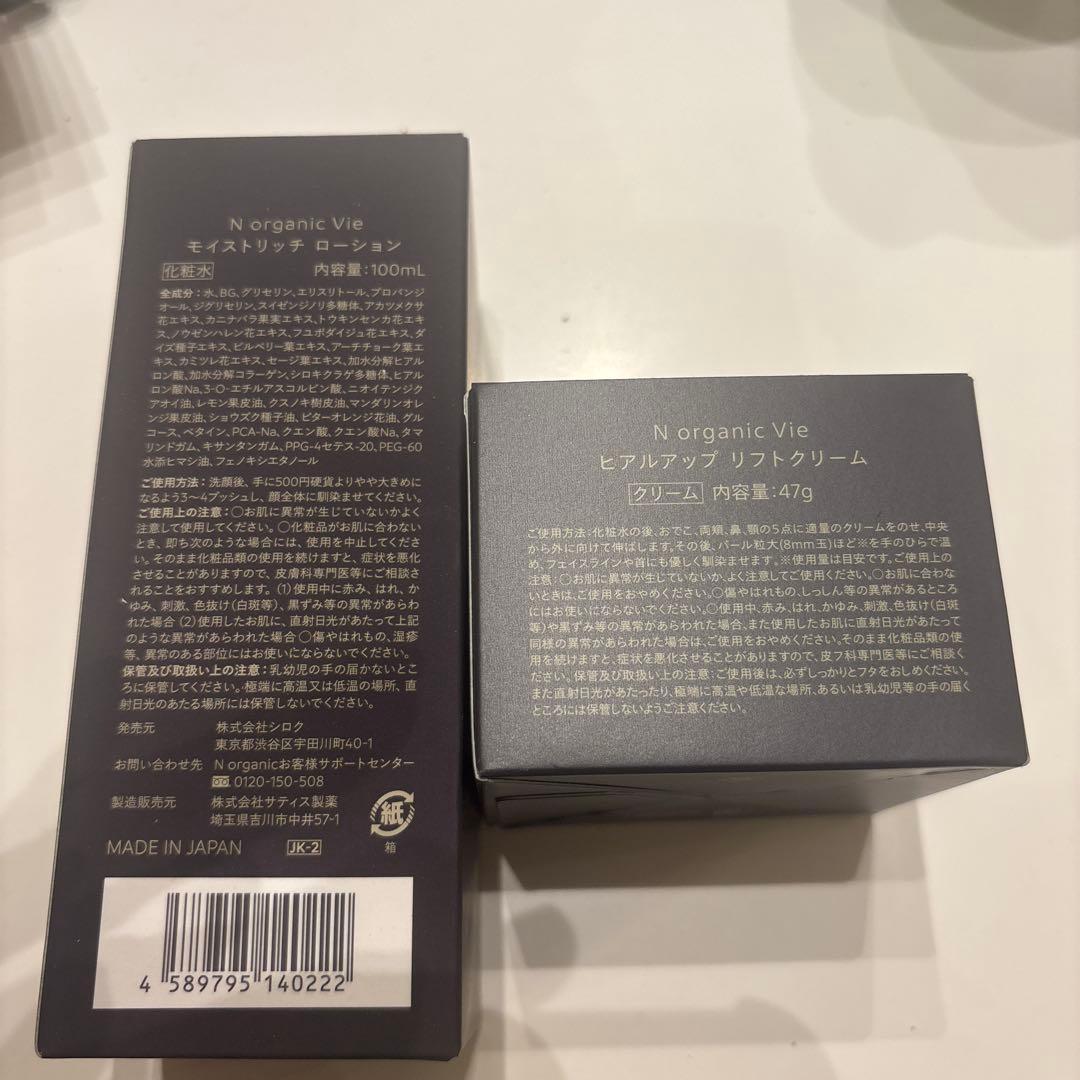 N organic Vie
モイストリッチ ローション
化粧水 内容量:100mL
全成分:水、BG、グリセリン、エリスリトール、プロパンジ
オール、ジグリセリン、スイゼンジノリ多糖体、アカツメクサ
花エキス、カニナバラ果実エキス、トウキンセンカ花エキ
ス、ノウゼンハレン花エキス、フユボダイジュ花エキス、ダ
イズ種子エキス、ビルベリー葉エキス、アーチチョーク葉エ
キス、カミツレ花エキス、セージ葉エキス、加水分解ヒアル
ロン酸、加水分解コラーゲン、シロキクラゲ多糖体、ヒアル
ロン酸Na、3-O-エチルアスコルビン酸、ニオイテンジク
アオイ油、レモン果皮油、クスノキ樹皮油、マンダリンオレ
ンジ果皮油、ショウズク種子油、ビターオレンジ花油、グル
コース、ベタイン、PCA-Na、クエン酸、クエン酸Na、タマ
リンドガム、キサンタンガム、PPG-4セテス-20、PEG-60
水添ヒマシ油、フェノキシエタノール
ご使用方法:洗顔後、手に500円硬貨よりやや大きめに
なるよう3〜4プッシュし、顔全体に馴染ませてください。
ご使用上の注意:○お肌に異常が生じていないかよく
注意して使用してください。○化粧品がお肌に合わない
とき、即ち次のような場合には、使用を中止してください。
そのまま化粧品類の使用を続けますと、症状を悪化
させることがありますので、皮膚科専門医等にご相談さ
れることをおすすめします。(1)使用中に赤み、はれ、か
ゆみ、刺激、色抜け(白斑等)、黒ずみ等の異常があらわ
れた場合 (2)使用したお肌に、直射日光があたって上記
のような異常があらわれた場合 ○傷やはれもの、湿疹
等、異常のある部位にはお使いにならないでください。
保管及び取扱い上の注意:乳幼児の手の届かないとこ
ろに保管してください。極端に高温又は低温の場所、直
射日光のあたる場所には保管しないでください。
発売元 株式会社シロク
東京都渋谷区宇田川町40-1
お問い合わせ先 N organicお客様サポートセンター
0120-150-508
製造販売元 株式会社サティス製薬
埼玉県吉川市中井57-1
紙
箱
MADE IN JAPAN JK-2
4 589795 140222
N organic Vie
ヒアルアップ リフトクリーム
クリーム 内容量:47g
ご使用方法:化粧水の後、おでこ、両頬、鼻、顎の5点に適量のクリームをのせ、中央
から外に向けて伸ばします。その後、パール粒大(8mm玉)ほど※を手のひらで温
め、フェイスラインや首にも優しく馴染ませます。※使用量は目安です。ご使用上の
注意:○お肌に異常が生じていないか、よく注意してご使用ください。○お肌に合わ
ないときは、ご使用をおやめください。○傷やはれもの、しっしん等の異常があるところ
にはお使いにならないでください。○使用中、赤み、はれ、かゆみ、刺激、色抜け(白斑
等)や黒ずみ等の異常があらわれた場合、また使用したお肌に直射日光があたって
同様の異常があらわれた場合は、ご使用をおやめください。そのまま化粧品類の使
用を続けますと、症状を悪化させることがありますので、皮フ科専門医等にご相談くだ
さい。保管及び取扱い上の注意:ご使用後は、必ずしっかりとフタをおしめください。
また直射日光があたったり、極端に高温や低温な場所、あるいは乳幼児等の手の届く
ところには保管しないようご注意ください。